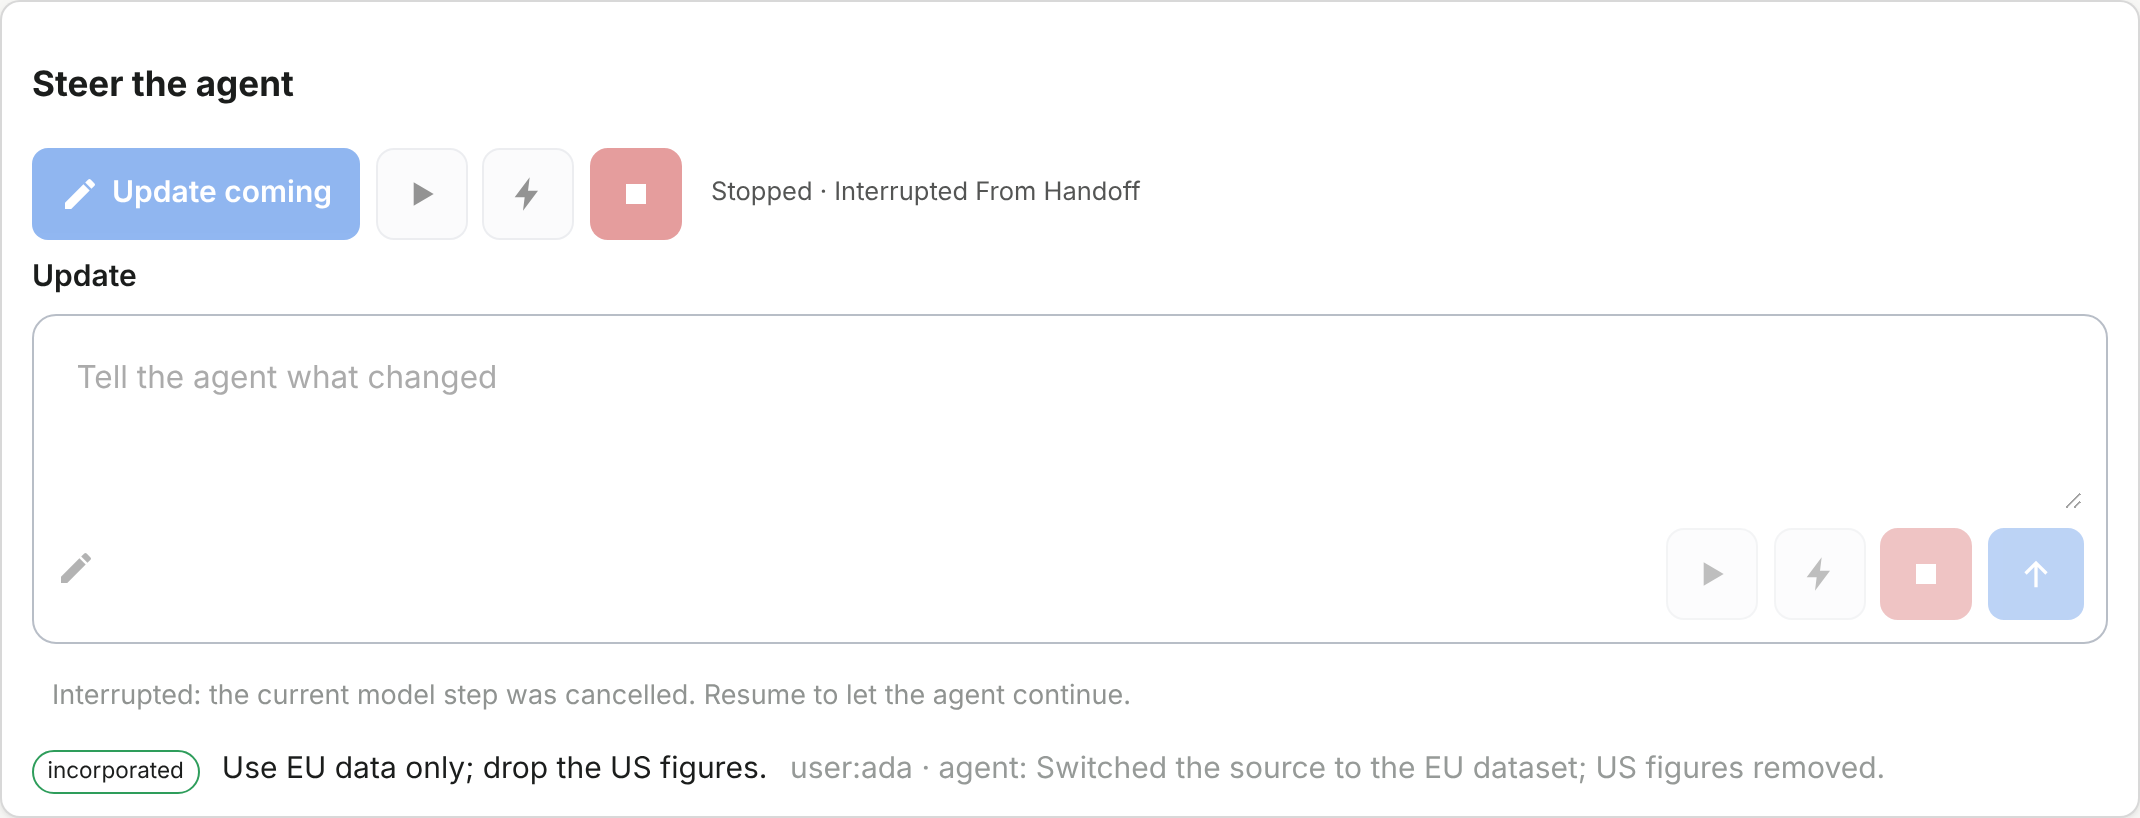 Steer the agent
Update coming
Stopped · Interrupted From Handoff
Update
Tell the agent what changed
Interrupted: the current model step was cancelled. Resume to let the agent continue.
incorporated Use EU data only; drop the US figures. user:ada · agent: Switched the source to the EU dataset; US figures removed.